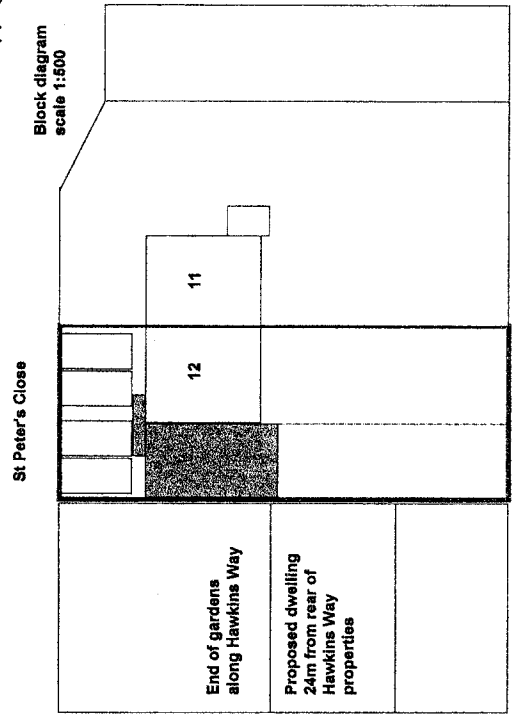 Block diagram
scale 1:500
St Peter's Close
11
12
End of gardens
along Hawkins Way
Proposed dwelling
24m from rear of
Hawkins Way
properties